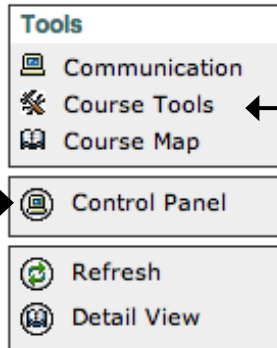 Tools
Communication
Course Tools
Course Map
Control Panel
Refresh
Detail View